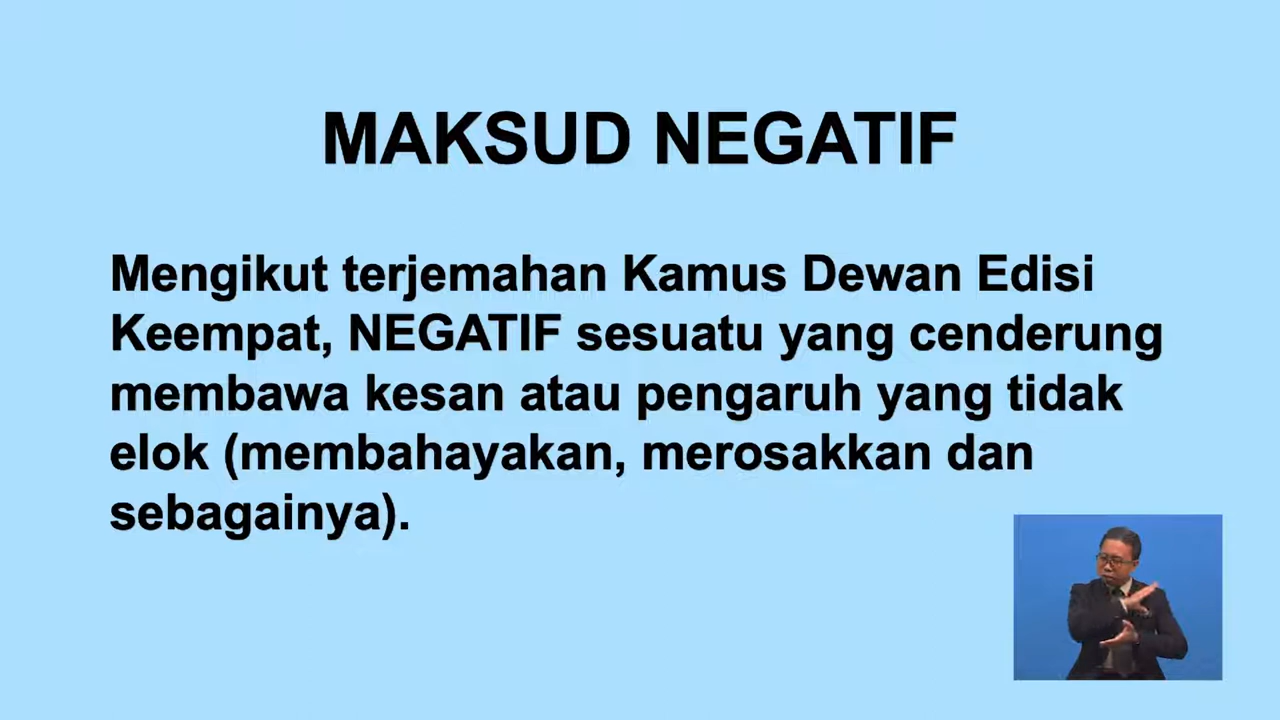 MAKSUD NEGATIF
Mengikut terjemahan Kamus Dewan Edisi
Keempat, NEGATIF sesuatu yang cenderung
membawa kesan atau pengaruh yang tidak
elok (membahayakan, merosakkan dan
sebagainya).